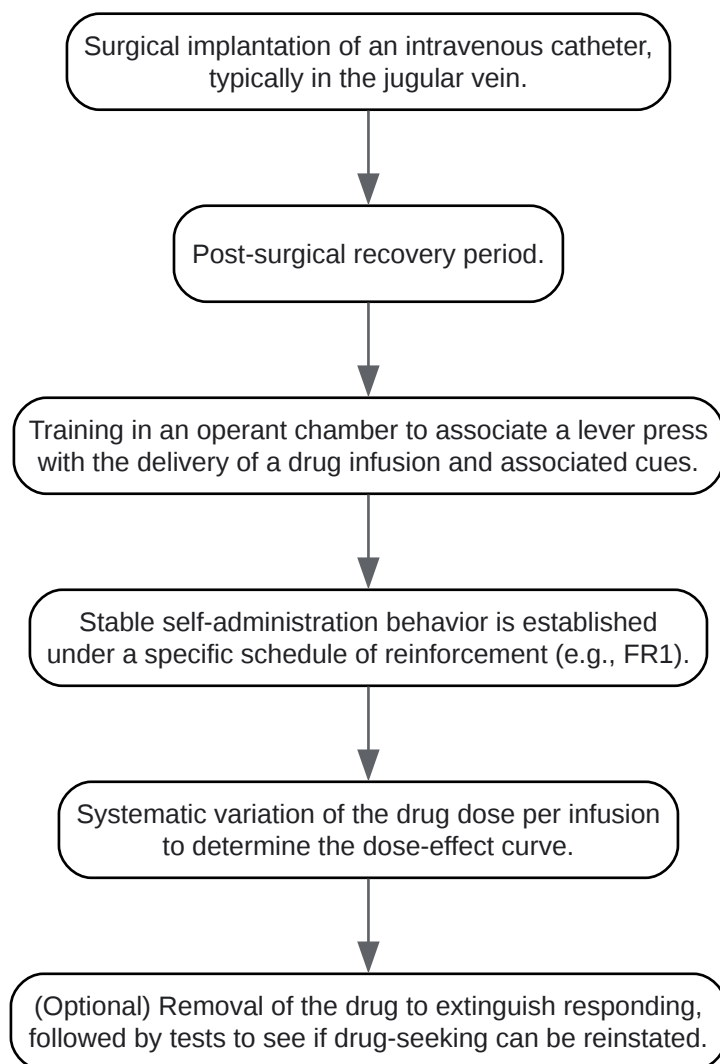 Surgical implantation of an intravenous catheter,
typically in the jugular vein.
Post-surgical recovery period.
Training in an operant chamber to associate a lever press
with the delivery of a drug infusion and associated cues.
Stable self-administration behavior is established
under a specific schedule of reinforcement (e.g., FR1).
Systematic variation of the drug dose per infusion
to determine the dose-effect curve.
(Optional) Removal of the drug to extinguish responding,
followed by tests to see if drug-seeking can be reinstated.